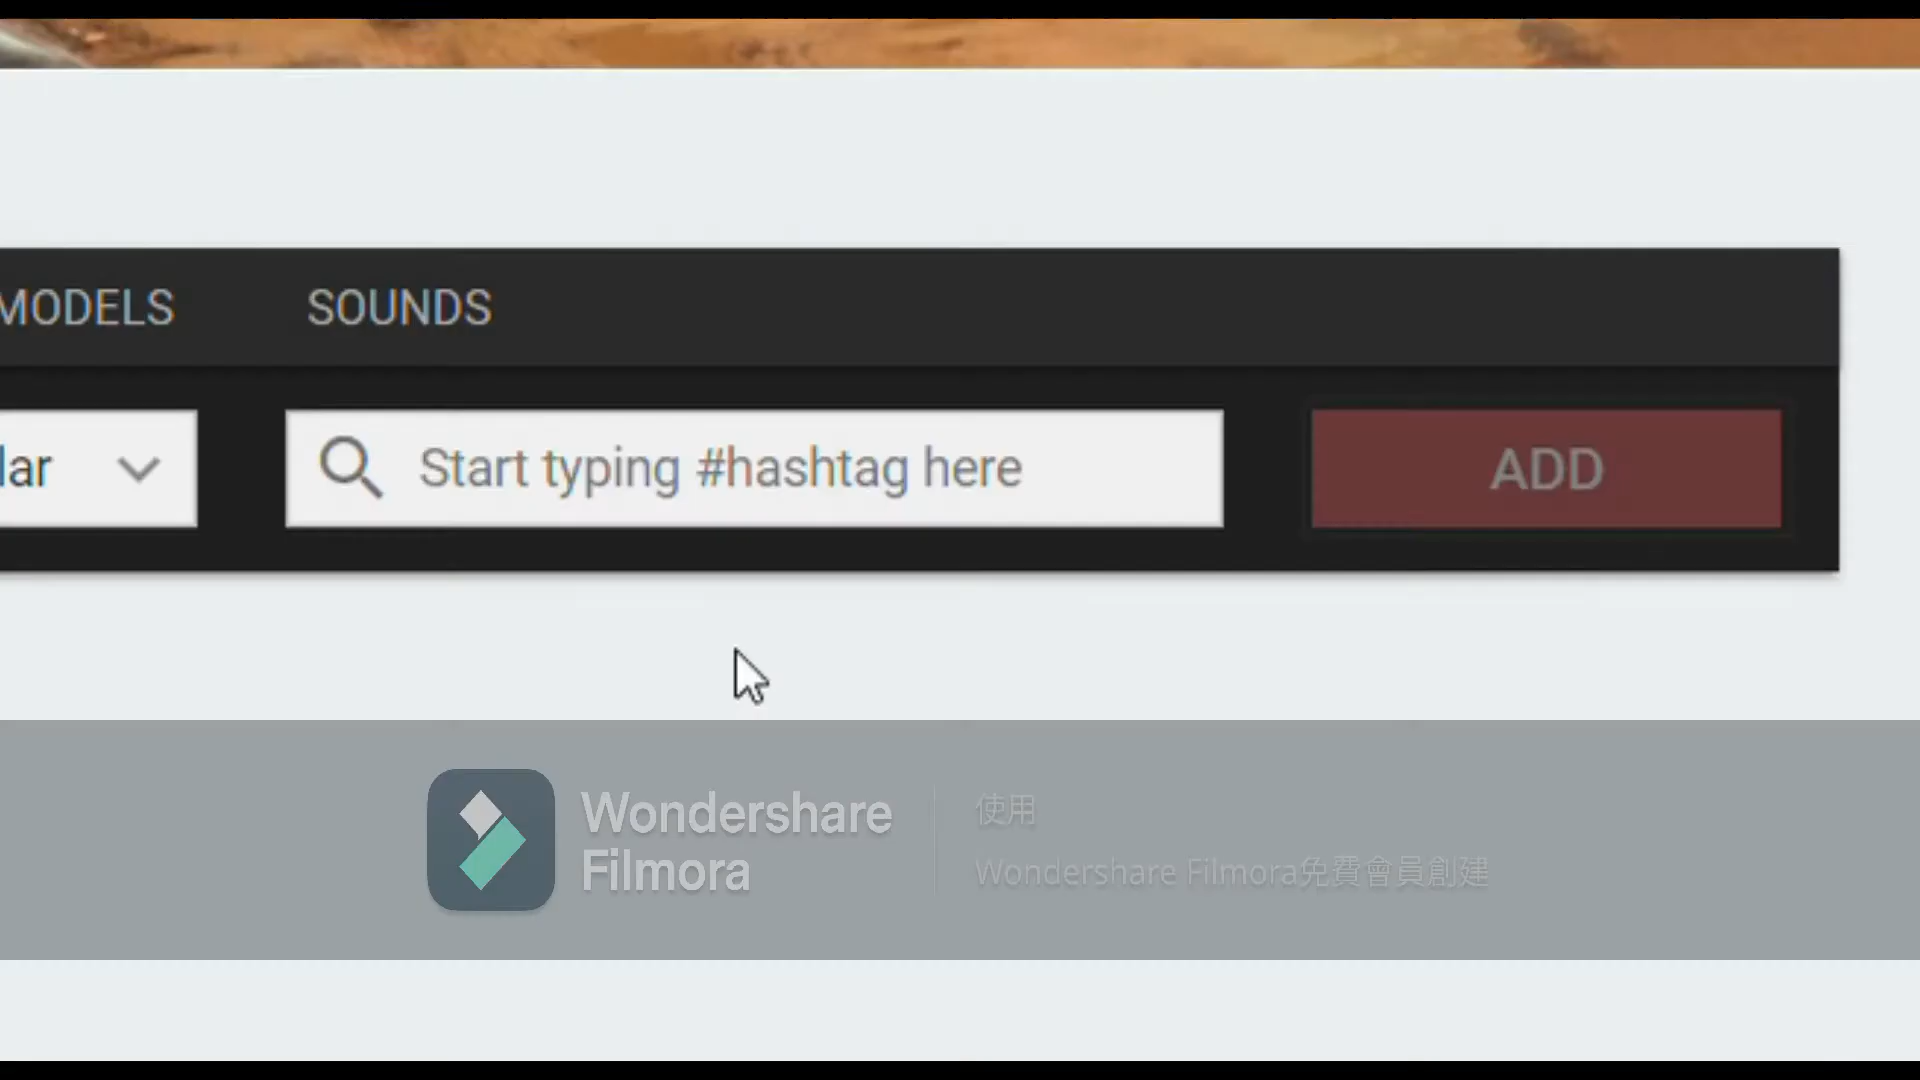 MODELS
SOUNDS
lar
Start typing #hashtag here
ADD
Wondershare
Filmora
使用
Wondershare Filmora免費會員創建